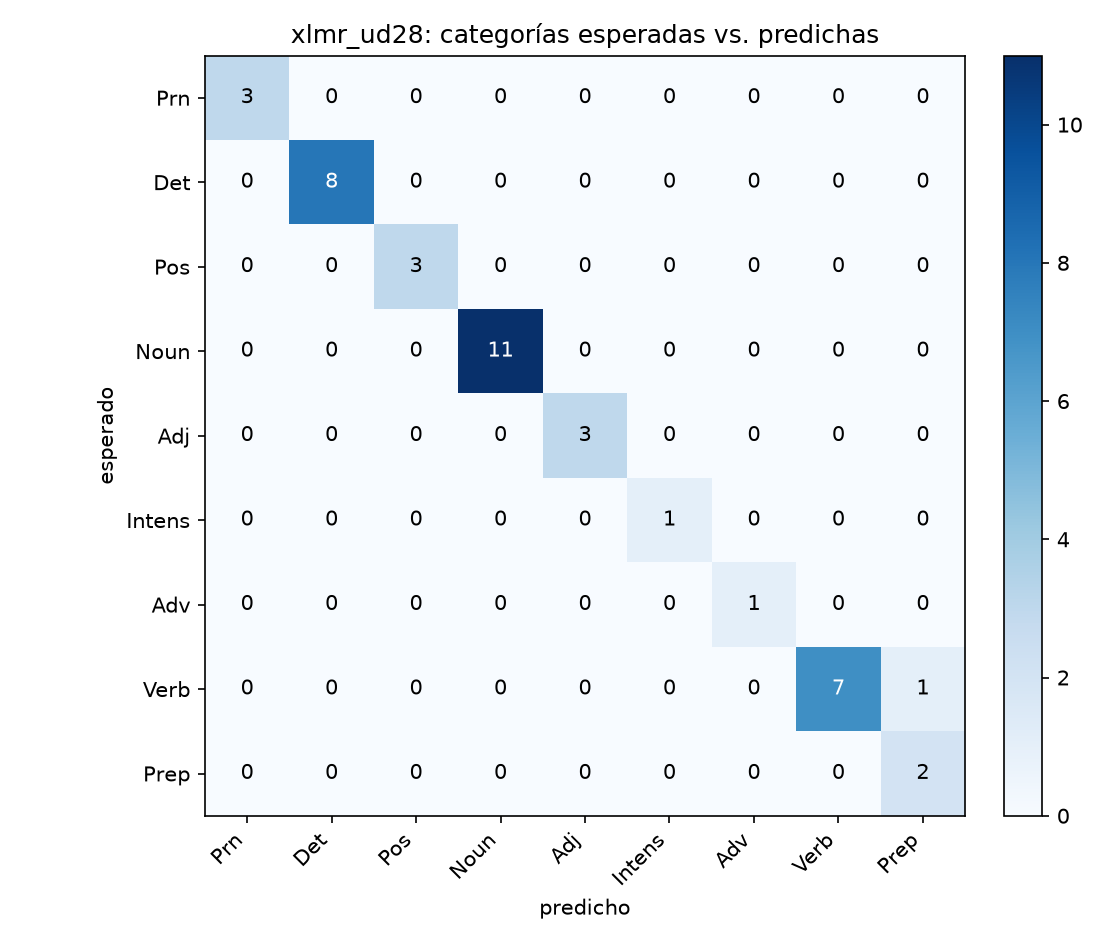 xlmr_ud28: categorías esperadas vs. predichas
Prn 3 0 0 0 0 0 0 0 0
Det 0 8 0 0 0 0 0 0 0
Pos 0 0 3 0 0 0 0 0 0
Noun 0 0 0 11 0 0 0 0 0
Adj 0 0 0 0 3 0 0 0 0
Intens 0 0 0 0 0 1 0 0 0
Adv 0 0 0 0 0 0 1 0 0
Verb 0 0 0 0 0 0 0 7 1
Prep 0 0 0 0 0 0 0 0 2
esperado
Prn Det Pos Noun Adj Intens Adv Verb Prep
predicho
10
8
6
4
2
0